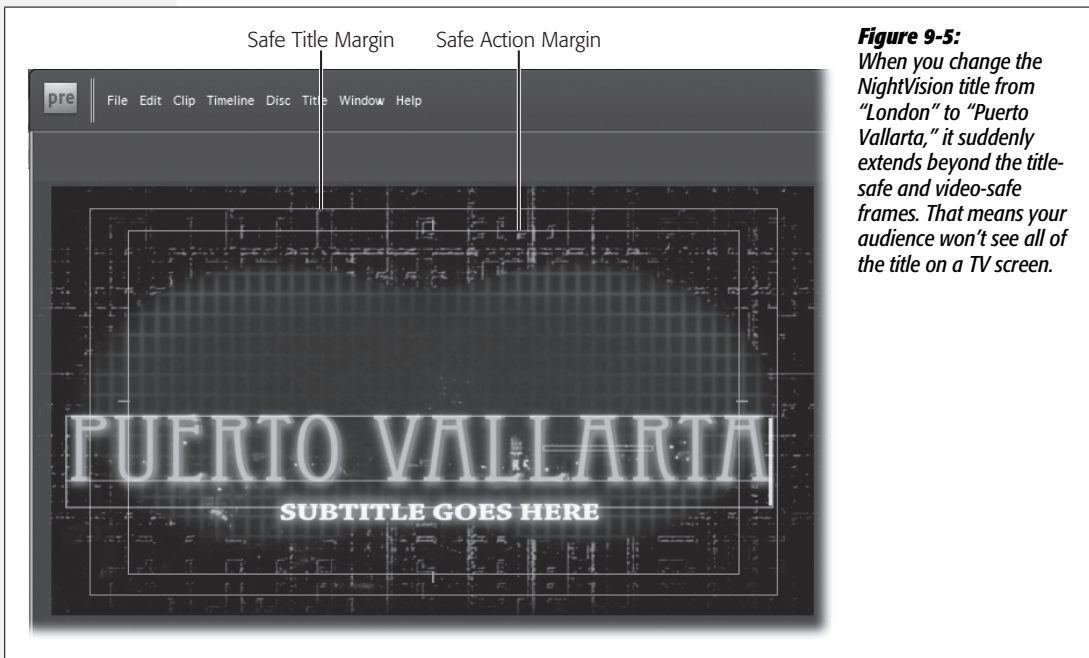 Safe Title Margin Safe Action Margin
pre File Edit Clip Timeline Disc Title Window Help
PUERTO VALLARTA
SUBTITLE GOES HERE
Figure 9-5:
When you change the
NightVision title from
“London” to “Puerto
Vallarta,” it suddenly
extends beyond the title-
safe and video-safe
frames. That means your
audience won’t see all of
the title on a TV screen.